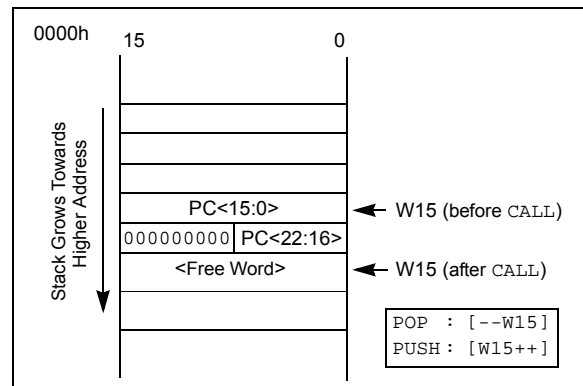 0000h
15 0
Stack Grows Towards
Higher Address
PC<15:0>
W15 (before CALL)
000000000 PC<22:16>
<Free Word>
W15 (after CALL)
POP : [--W15]
PUSH : [W15++]